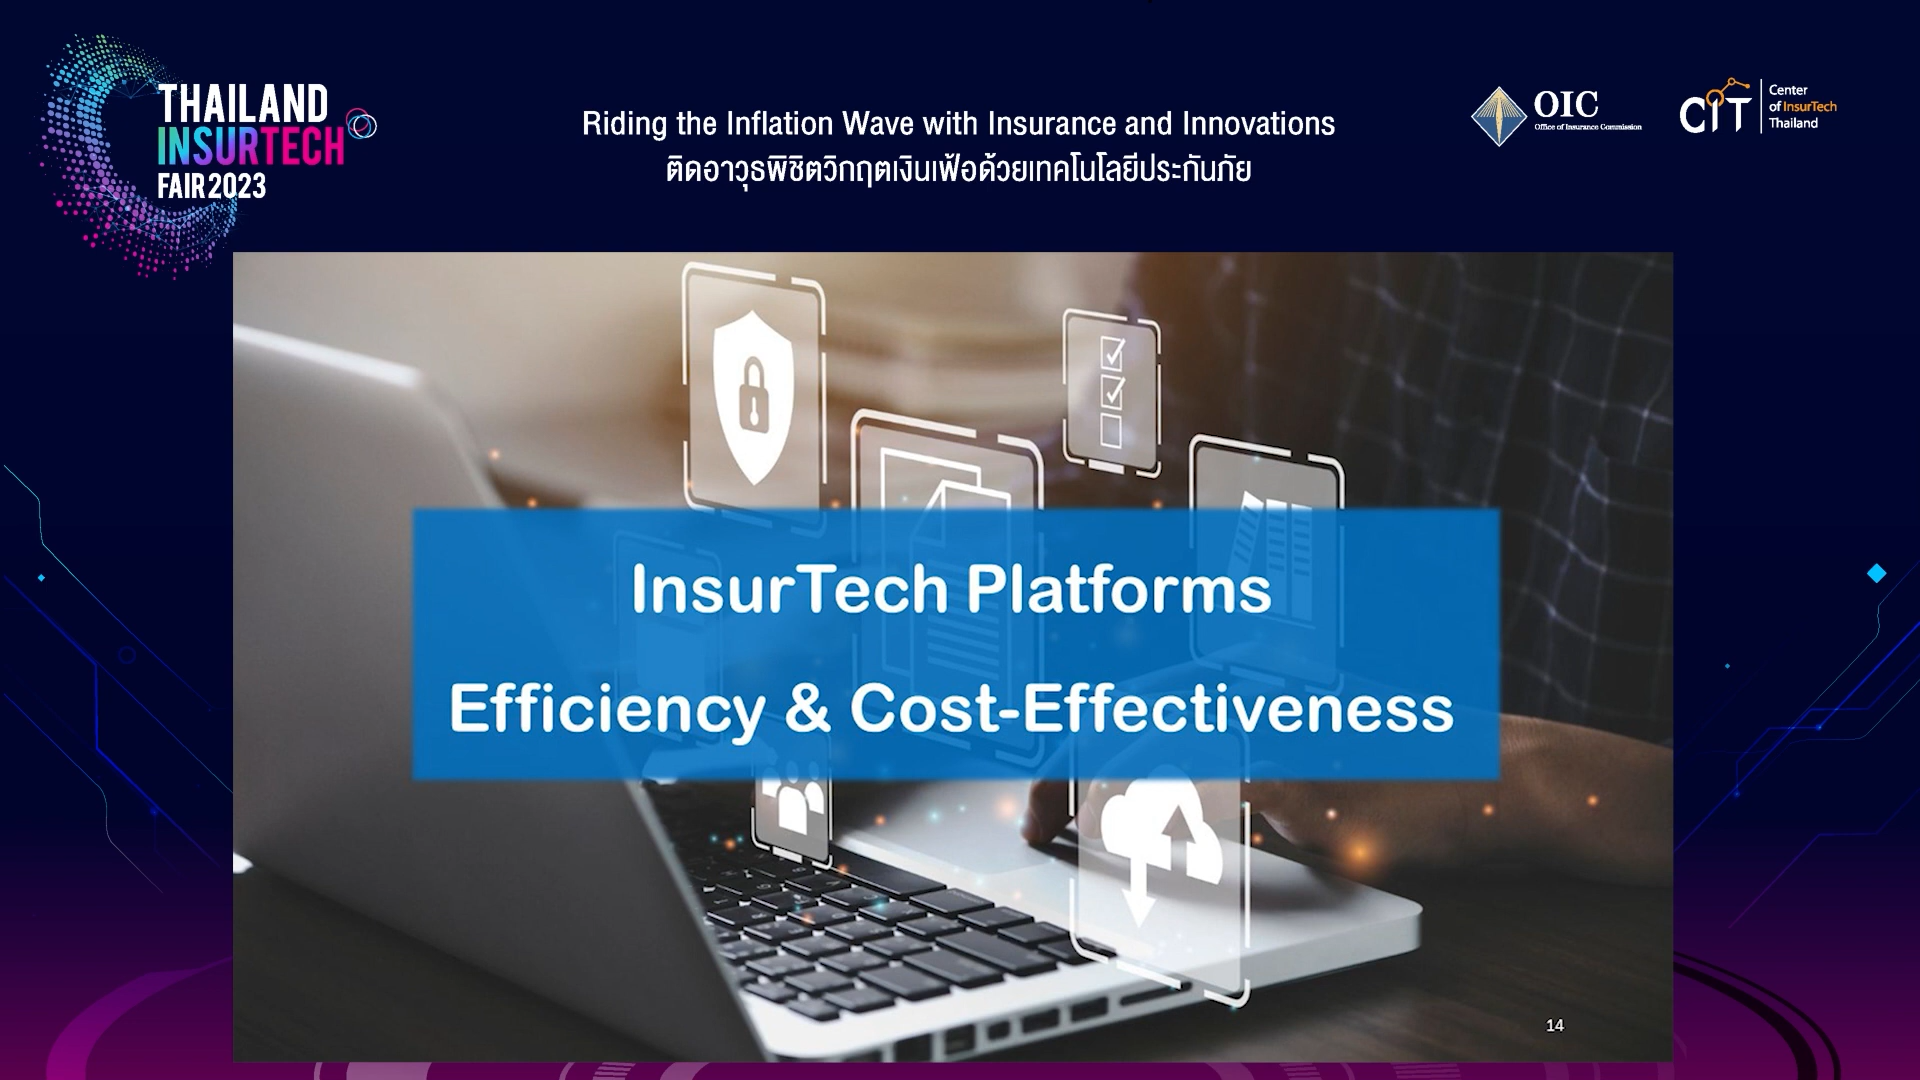 THAILAND
INSURTECH
FAIR 2023
Riding the Inflation Wave with Insurance and Innovations
ติดอาวุธพิชิตวิกฤตเงินเฟ้อด้วยเทคโนโลยีประกันภัย
OIC
Office of Insurance Commission
CIT
Center
of InsurTech
Thailand
InsurTech Platforms
Efficiency & Cost-Effectiveness
14